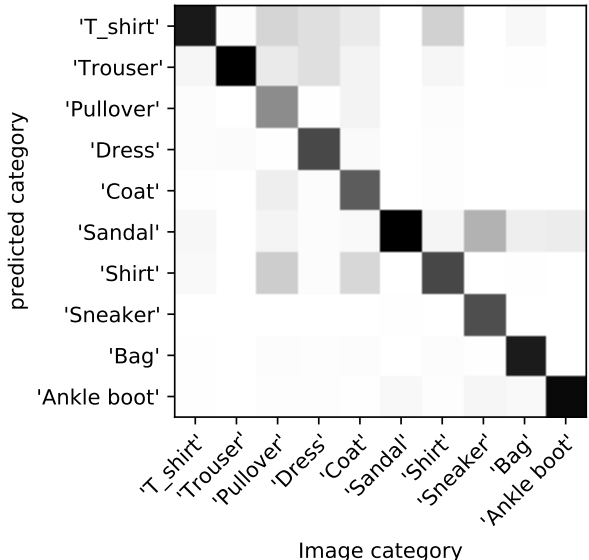 'T_shirt'
'Trouser'
'Pullover'
'Dress'
'Coat'
'Sandal'
'Shirt'
'Sneaker'
'Bag'
'Ankle boot'
predicted category
'T_shirt'
'Trouser'
'Pullover'
'Dress'
'Coat'
'Sandal'
'Shirt'
'Sneaker'
'Bag'
'Ankle boot'
Image category